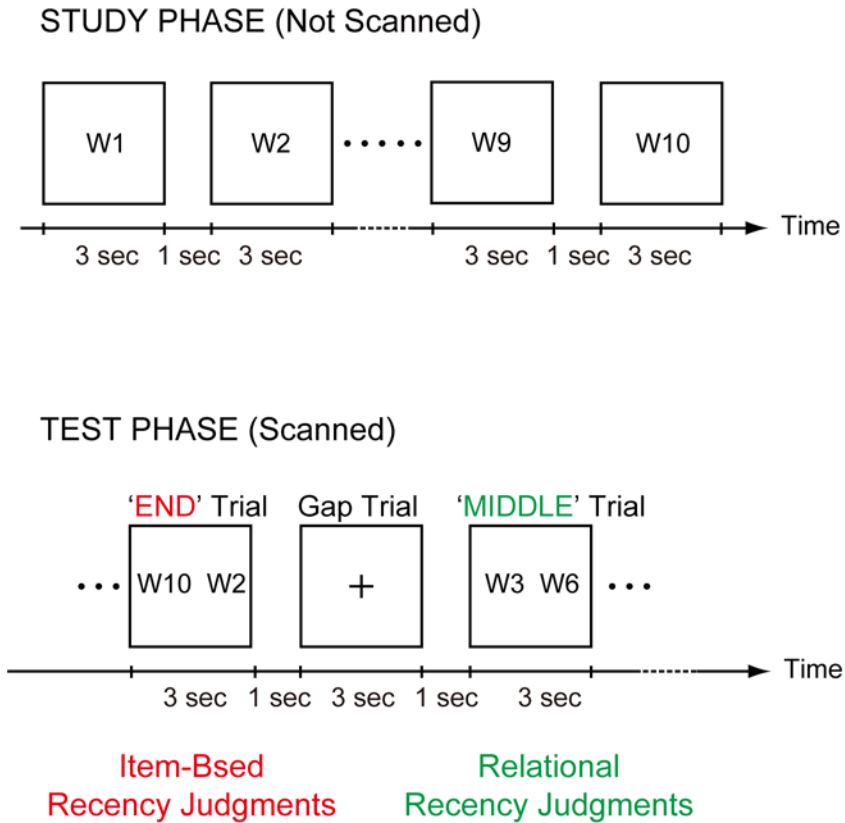 STUDY PHASE (Not Scanned)
W1 W2 ····· W9 W10
Time
3 sec 1 sec 3 sec 3 sec 1 sec 3 sec
TEST PHASE (Scanned)
‘END’ Trial Gap Trial ‘MIDDLE’ Trial
··· W10 W2 + W3 W6 ···
Time
3 sec 1 sec 3 sec 1 sec 3 sec
Item-Bsed Relational
Recency Judgments Recency Judgments